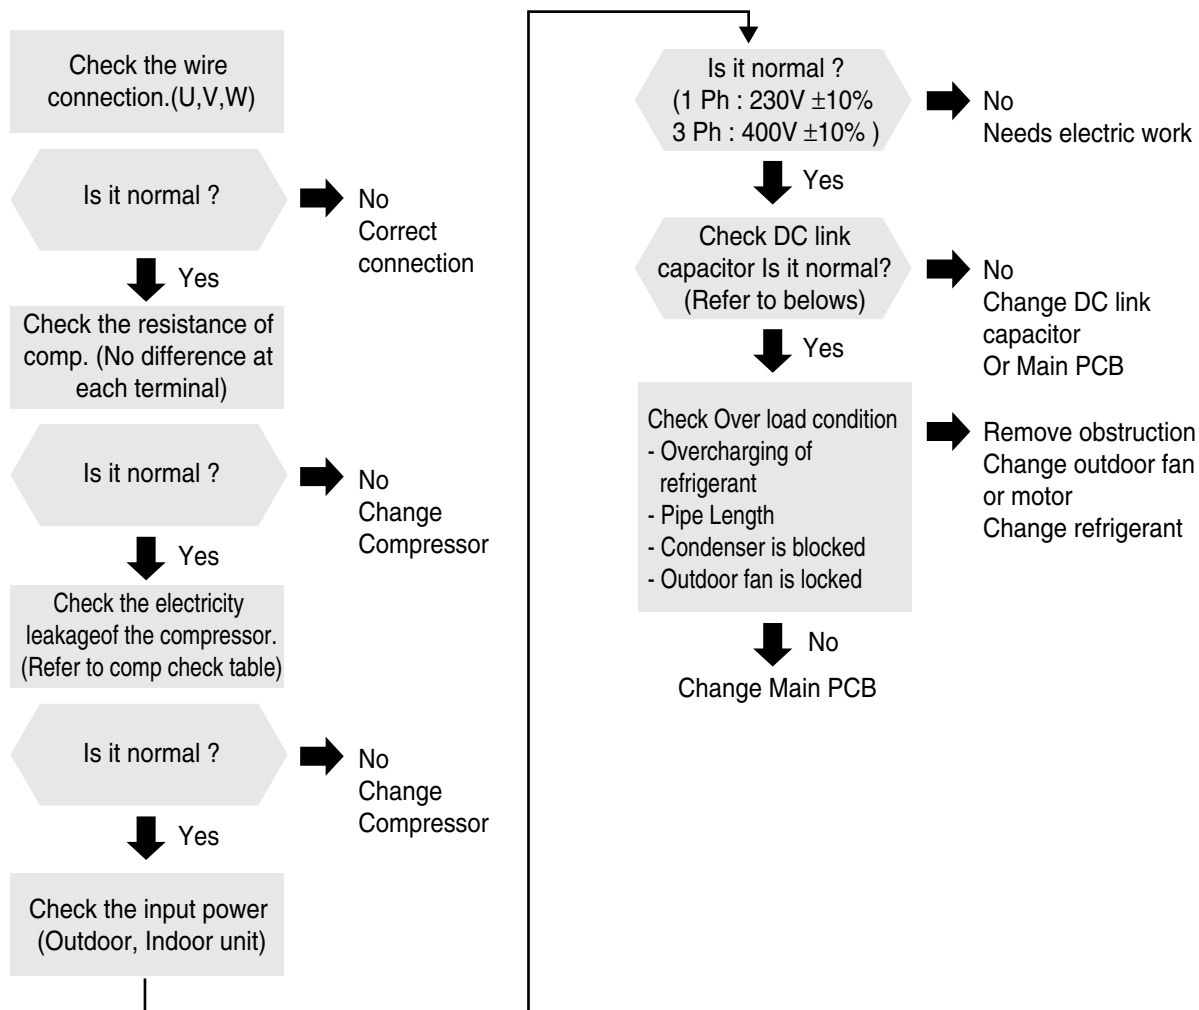 Check the wire
connection.(U,V,W)
Is it normal ?
No
Correct
connection
Yes
Check the resistance of
comp. (No difference at
each terminal)
Is it normal ?
No
Change
Compressor
Yes
Check the electricity
leakageof the compressor.
(Refer to comp check table)
Is it normal ?
No
Change
Compressor
Yes
Check the input power
(Outdoor, Indoor unit)
Is it normal ?
(1 Ph : 230V ±10%
3 Ph : 400V ±10% )
No
Needs electric work
Yes
Check DC link
capacitor Is it normal?
(Refer to belows)
No
Change DC link
capacitor
Or Main PCB
Yes
Check Over load condition
- Overcharging of
refrigerant
- Pipe Length
- Condenser is blocked
- Outdoor fan is locked
Remove obstruction
Change outdoor fan
or motor
Change refrigerant
No
Change Main PCB